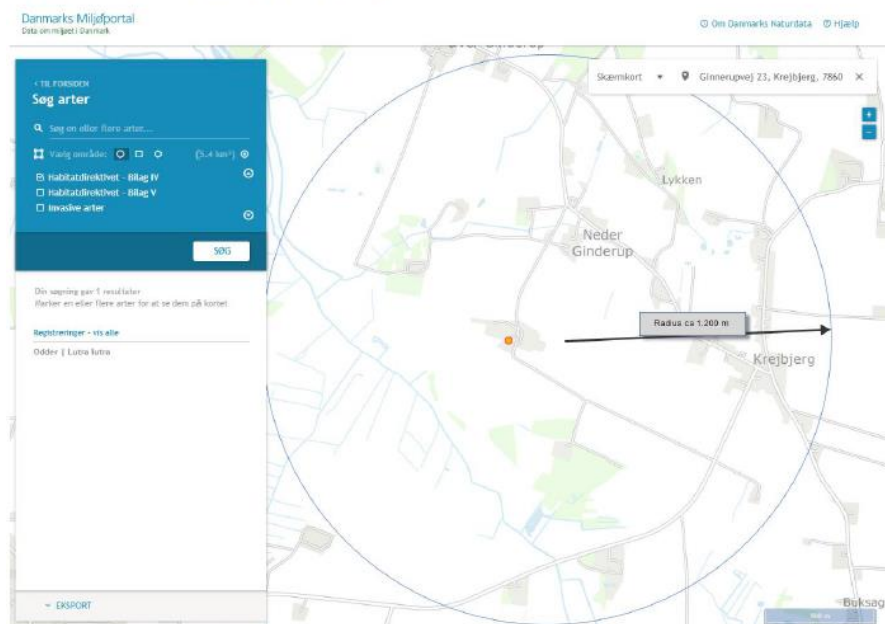 Danmarks Miljøportal
Data om miljøet i Danmark
Om Danmarks Naturdata
Hjælp
< TIL FORSIDEN
Søg arter
Søg en eller flere arter...
Vælg område:
(5.4 km²)
Habitatdirektivet - Bilag IV
Habitatdirektivet - Bilag V
Invasive arter
SØG
Din søgning gav 1 resultater
Marker en eller flere arter for at se dem på kortet
Registreringer - vis alle
Odder | Lutra lutra
EKSPORT
Skærmkort
Ginnerupvej 23, Krejbjerg, 7860
+
−
Over Ginderup
Lykken
Neder
Ginderup
Radius ca 1.200 m
Krejbjerg
Buksag